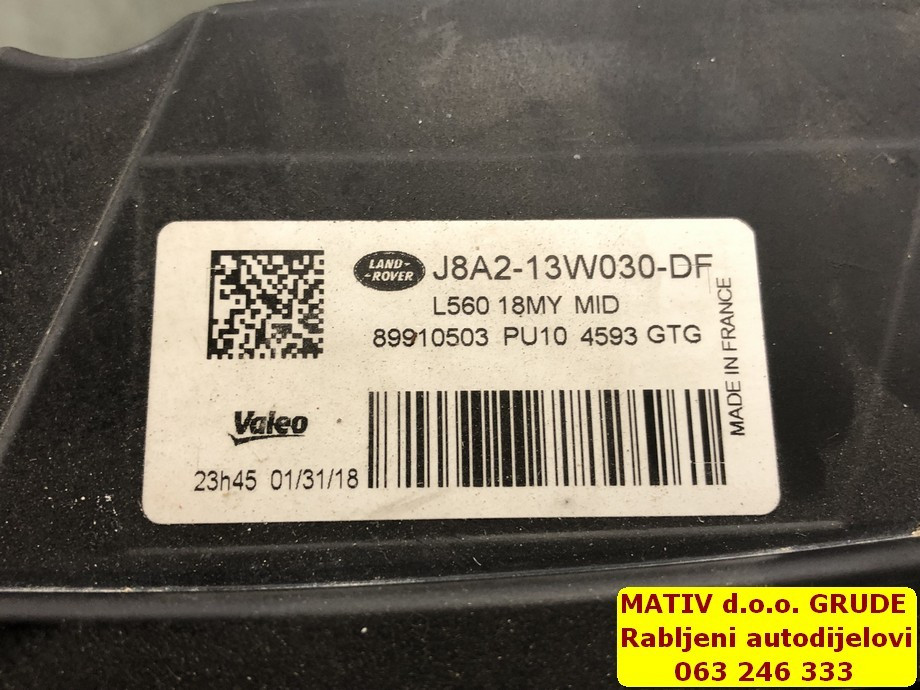 LAND-
-ROVER
J8A2-13W030-DF
L560 18MY MID
89910503 PU10 4593 GTG
MADE IN FRANCE
Valeo
23h45 01/31/18
MATIV d.o.o. GRUDE
Rabljeni autodijelovi
063 246 333